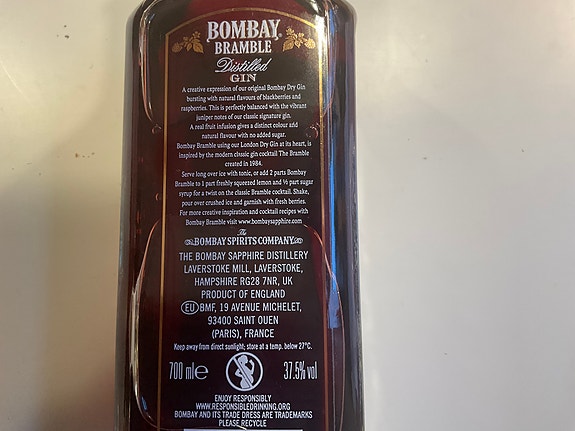 BOMBAY
BRAMBLE
Distilled
GIN
A creative expression of our original Bombay Dry Gin
bursting with natural flavours of blackberries and
raspberries. This is perfectly balanced with the vibrant
juniper notes of our classic signature gin.
A real fruit infusion gives a distinct colour and
natural flavour with no added sugar.
Bombay Bramble using our London Dry Gin at its heart, is
inspired by the modern classic gin cocktail The Bramble
created in 1984.
Serve long over ice with tonic, or add 2 parts Bombay
Bramble to 1 part freshly squeezed lemon and ½ part sugar
syrup for a twist on the classic Bramble cocktail. Shake,
pour over crushed ice and garnish with fresh berries.
For more creative inspiration and cocktail recipes with
Bombay Bramble visit www.bombaysapphire.com
The
BOMBAY SPIRITS COMPANY
THE BOMBAY SAPPHIRE DISTILLERY
LAVERSTOKE MILL, LAVERSTOKE,
HAMPSHIRE RG28 7NR, UK
PRODUCT OF ENGLAND
EU BMF, 19 AVENUE MICHELET,
93400 SAINT OUEN
(PARIS), FRANCE
Keep away from direct sunlight; store at a temp. below 27°C.
700 ml℮ 37.5% vol
ENJOY RESPONSIBLY
WWW.RESPONSIBLEDRINKING.ORG
BOMBAY AND ITS TRADE DRESS ARE TRADEMARKS
PLEASE RECYCLE